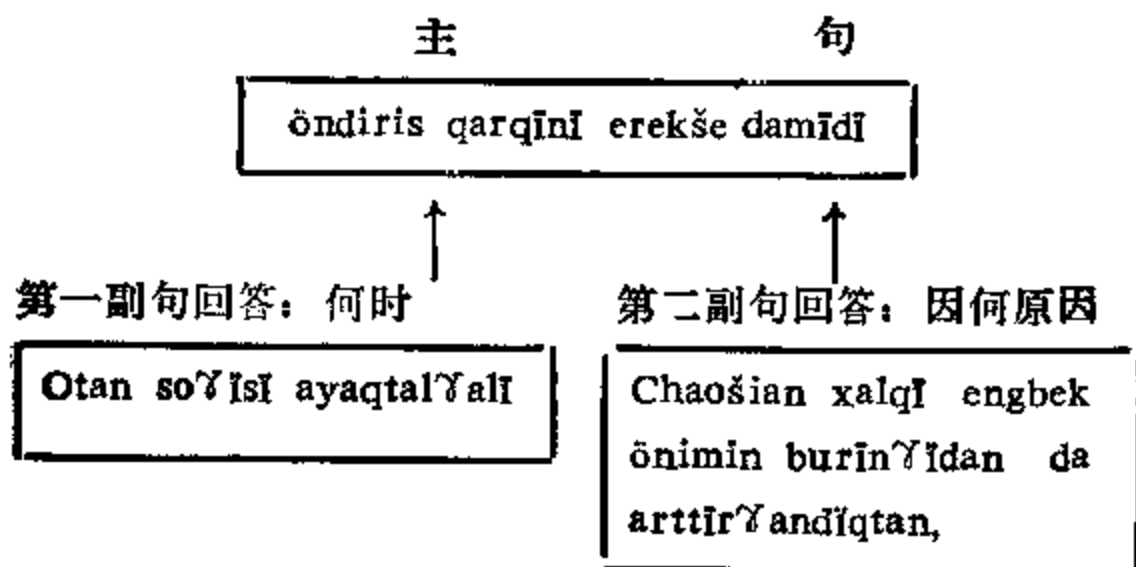 主 句
öndiris qarqīnī erekše damīdī
第一副句回答：何时
第二副句回答：因何原因
Otan soɣīsī ayaqtalɣalī
Chaošian xalqī engbek
önimin burīnɣīdan da
arttīrɣandīqtan,